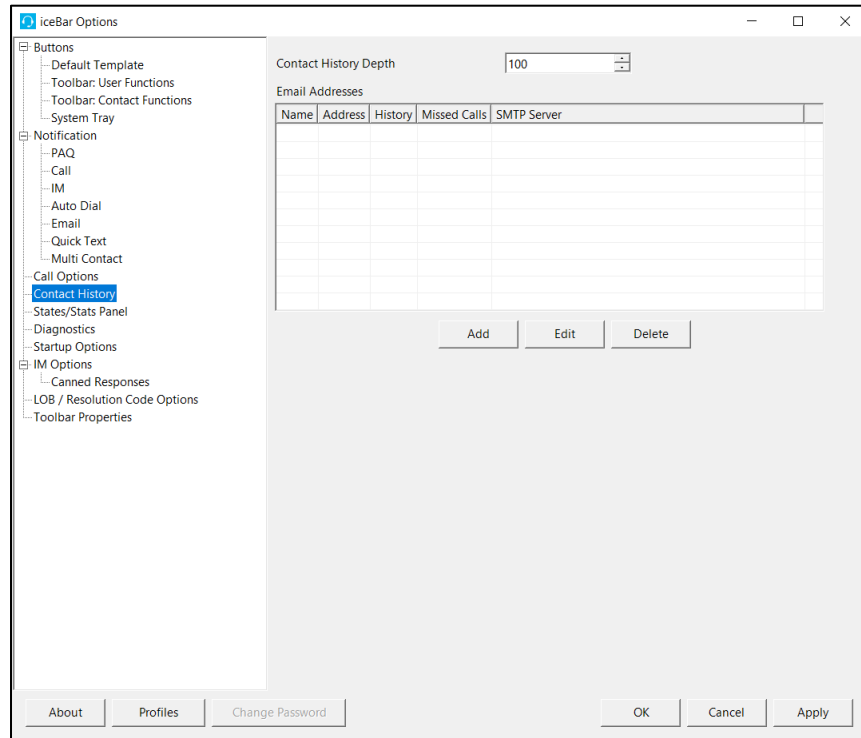 iceBar Options
Buttons
Default Template
Toolbar: User Functions
Toolbar: Contact Functions
System Tray
Notification
PAQ
Call
IM
Auto Dial
Email
Quick Text
Multi Contact
Call Options
Contact History
States/Stats Panel
Diagnostics
Startup Options
IM Options
Canned Responses
LOB / Resolution Code Options
Toolbar Properties
Contact History Depth 100
Email Addresses
Name Address History Missed Calls SMTP Server
Add Edit Delete
About Profiles Change Password OK Cancel Apply